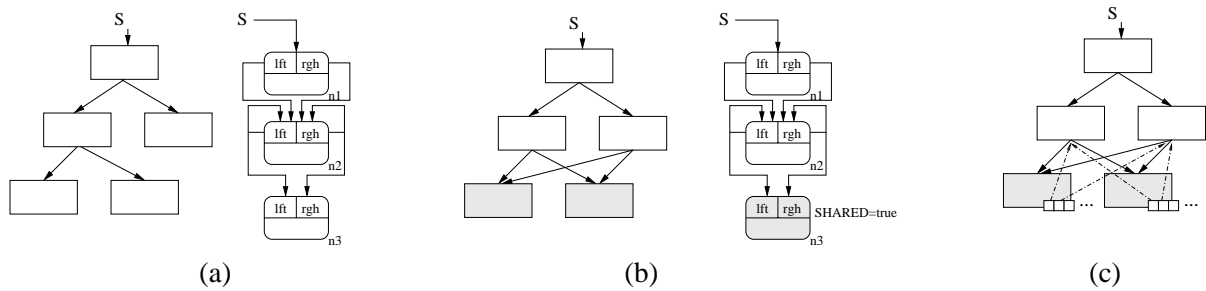 S
S
lft rgh
n1
lft rgh
n2
lft rgh
n3
(a)
S
S
lft rgh
n1
lft rgh
n2
lft rgh
SHARED=true
n3
(b)
S
...
...
(c)